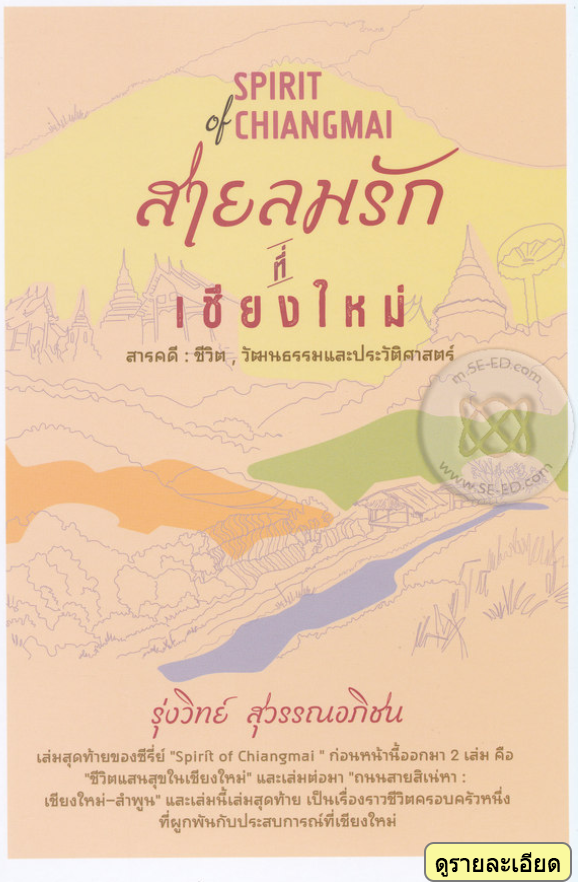 SPIRIT
of CHIANGMAI
สายลมรัก
ที่
เชียงใหม่
สารคดี : ชีวิต , วัฒนธรรมและประวัติศาสตร์
m.SE-ED.com
www.SE-ED.com
รุ่งวิทย์ สุวรรณอภิชน
เล่มสุดท้ายของซีรี่ย์ "Spirit of Chiangmai " ก่อนหน้านี้ออกมา 2 เล่ม คือ
"ชีวิตแสนสุขในเชียงใหม่" และเล่มต่อมา "ถนนสายสิเน่หา :
เชียงใหม่–ลำพูน" และเล่มนี้เล่มสุดท้าย เป็นเรื่องราวชีวิตครอบครัวหนึ่ง
ที่ผูกพันกับประสบการณ์ที่เชียงใหม่
ดูรายละเอียด